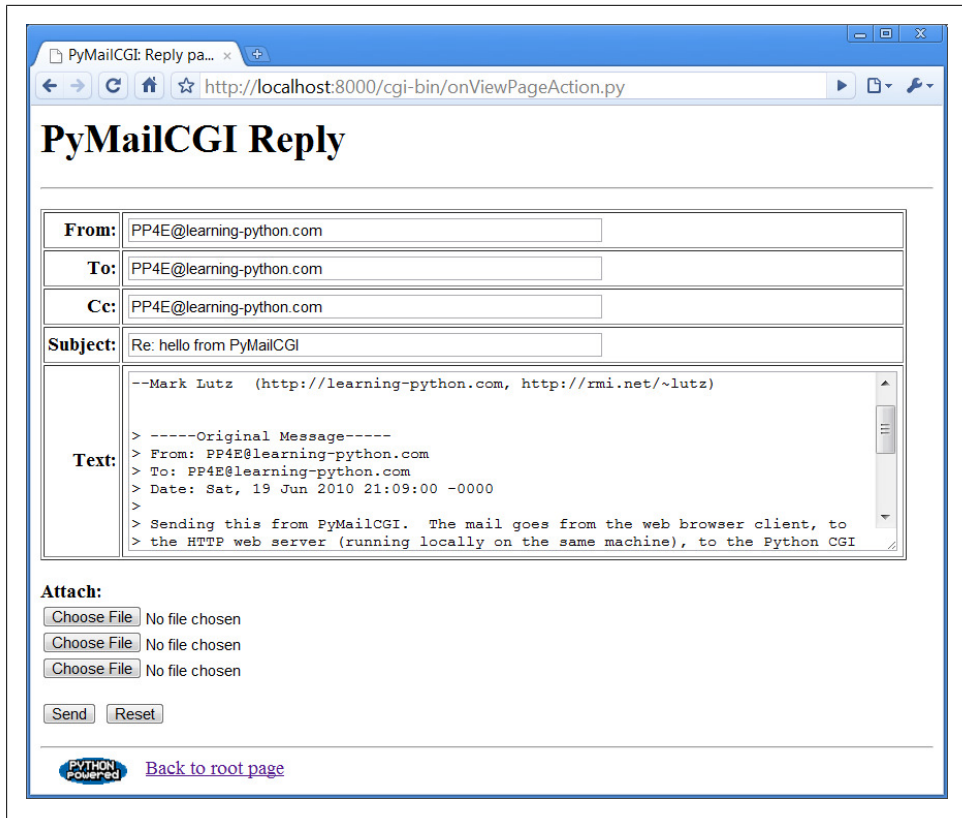 PyMailCGI: Reply pa...
http://localhost:8000/cgi-bin/onViewPageAction.py
PyMailCGI Reply
From: PP4E@learning-python.com
To: PP4E@learning-python.com
Cc: PP4E@learning-python.com
Subject: Re: hello from PyMailCGI
--Mark Lutz  (http://learning-python.com, http://rmi.net/~lutz)
> -----Original Message-----
> From: PP4E@learning-python.com
Text:
> To: PP4E@learning-python.com
> Date: Sat, 19 Jun 2010 21:09:00 -0000
>
> Sending this from PyMailCGI.  The mail goes from the web browser client, to
> the HTTP web server (running locally on the same machine), to the Python CGI
Attach:
Choose File No file chosen
Choose File No file chosen
Choose File No file chosen
Send Reset
PYTHON
Powered
Back to root page